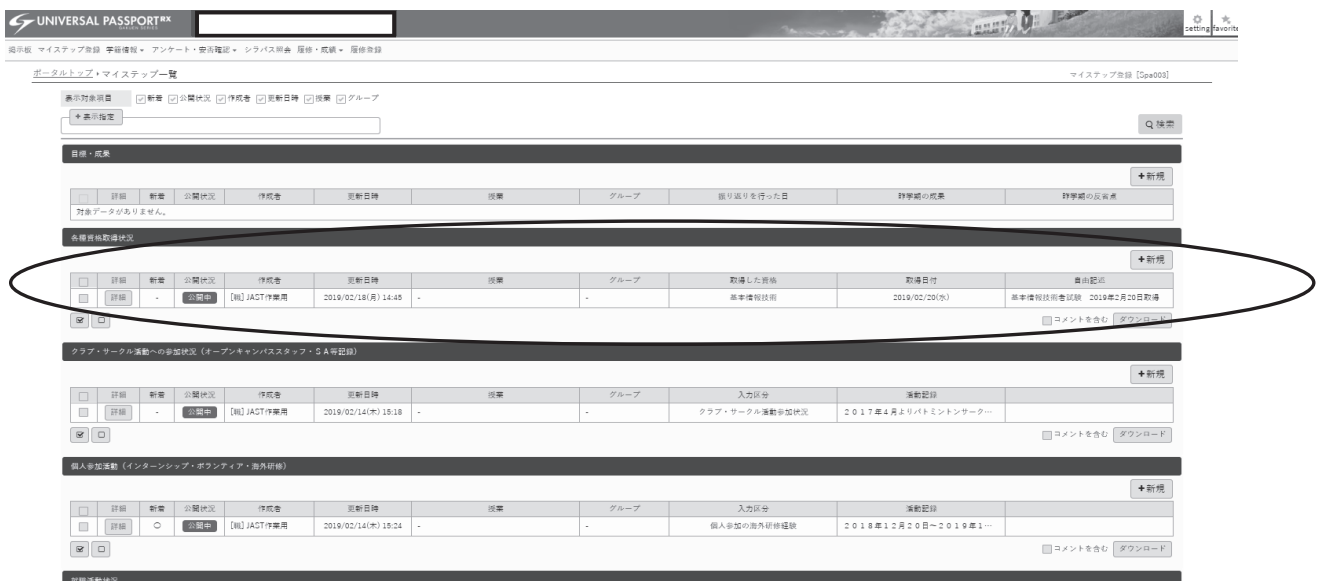 UNIVERSAL PASSPORT RX
setting favorite
掲示板 マイステップ登録 学籍情報 アンケート・安否確認 シラバス照会 履修・成績 履修登録
ポータルトップ マイステップ一覧 マイステップ登録 [Spa003]
表示対象項目 新着 公開状況 作成者 更新日時 授業 グループ
+表示指定
検索
目標・成果
+新規
詳細 新着 公開状況 作成者 更新日時 授業 グループ 振り返りを行った日 昨学期の成果 昨学期の反省点
対象データがありません。
各種資格取得状況
+新規
詳細 新着 公開状況 作成者 更新日時 授業 グループ 取得した資格 取得日付 自由記述
詳細 - 公開中 [職] JAST作業用 2019/02/18(月) 14:45 - - 基本情報技術 2019/02/20(水) 基本情報技術者試験 2019年2月20日取得
コメントを含む ダウンロード
クラブ・サークル活動への参加状況（オープンキャンパススタッフ・SA等記録）
+新規
詳細 新着 公開状況 作成者 更新日時 授業 グループ 入力区分 活動記録
詳細 - 公開中 [職] JAST作業用 2019/02/14(木) 15:18 - - クラブ・サークル活動参加状況 2017年4月よりバトミントンサーク…
コメントを含む ダウンロード
個人参加活動（インターンシップ・ボランティア・海外研修）
+新規
詳細 新着 公開状況 作成者 更新日時 授業 グループ 入力区分 活動記録
詳細 ○ 公開中 [職] JAST作業用 2019/02/14(木) 15:24 - - 個人参加の海外研修経験 2018年12月20日～2019年1…
コメントを含む ダウンロード
就職活動状況